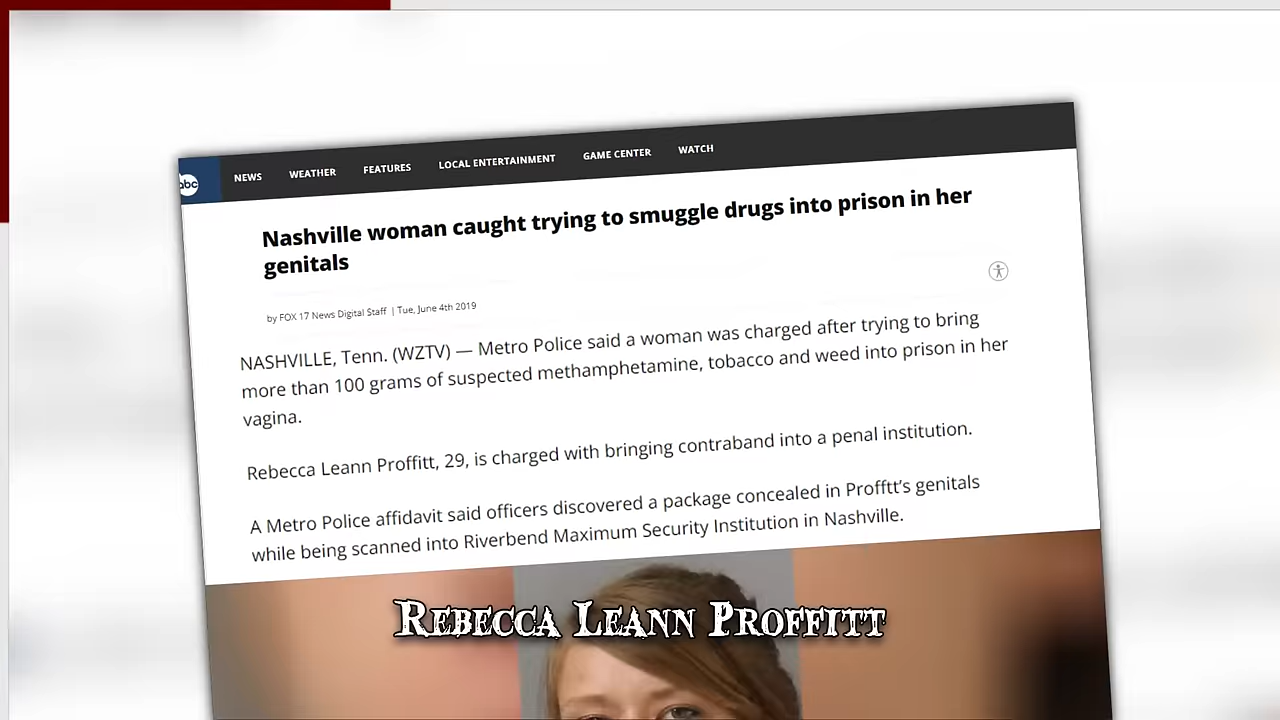 abc NEWS WEATHER FEATURES LOCAL ENTERTAINMENT GAME CENTER WATCH
Nashville woman caught trying to smuggle drugs into prison in her
genitals
by FOX 17 News Digital Staff | Tue, June 4th 2019
NASHVILLE, Tenn. (WZTV) — Metro Police said a woman was charged after trying to bring
more than 100 grams of suspected methamphetamine, tobacco and weed into prison in her
vagina.
Rebecca Leann Proffitt, 29, is charged with bringing contraband into a penal institution.
A Metro Police affidavit said officers discovered a package concealed in Profftt’s genitals
while being scanned into Riverbend Maximum Security Institution in Nashville.
REBECCA LEANN PROFFITT